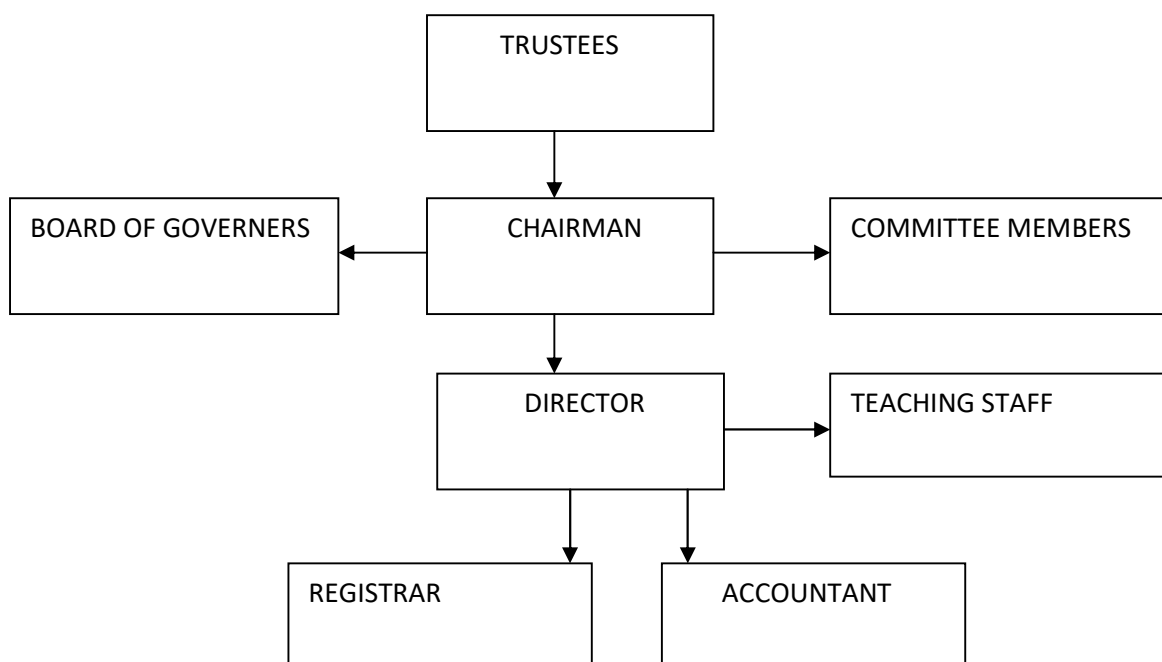 TRUSTEES
BOARD OF GOVERNERS
CHAIRMAN
COMMITTEE MEMBERS
DIRECTOR
TEACHING STAFF
REGISTRAR
ACCOUNTANT